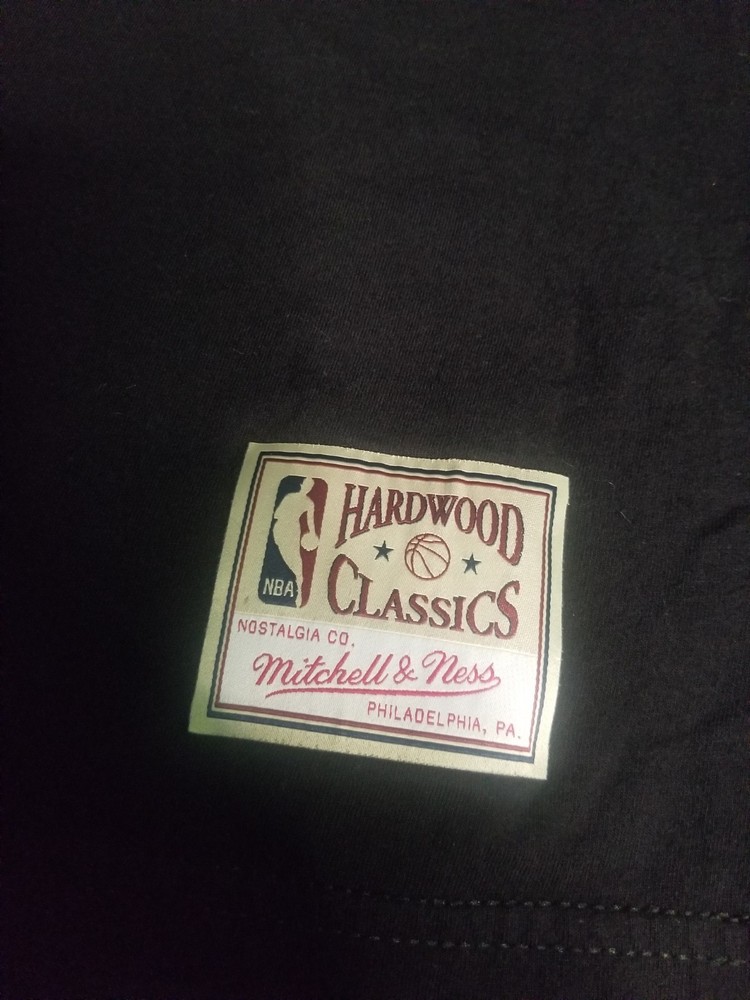 HARDWOOD
CLASSICS
NBA
NOSTALGIA CO.
Mitchell & Ness
PHILADELPHIA, PA.